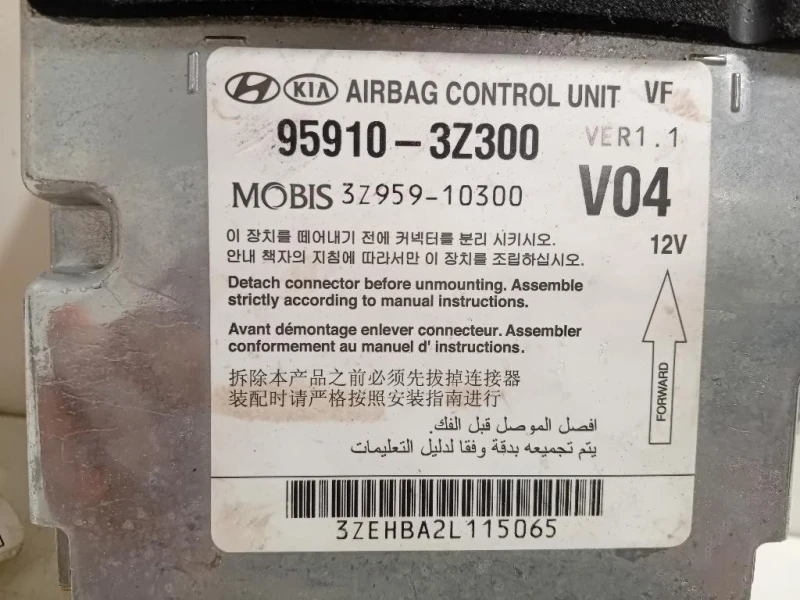 KIA AIRBAG CONTROL UNIT VF
95910-3Z300 VER1.1
MOBIS 3Z959-10300 V04
이 장치를 떼어내기 전에 커넥터를 분리 시키시오. 12V
안내 책자의 지침에 따라서만 이 장치를 조립하십시오.
Detach connector before unmounting. Assemble
strictly according to manual instructions.
Avant démontage enlever connecteur. Assembler
conformement au manuel d' instructions.
FORWARD
拆除本产品之前必须先拔掉连接器
装配时请严格按照安装指南进行
افصل الموصل قبل الفك.
يتم تجميعه بدقة وفقا لدليل التعليمات
3ZEHBA2L115065